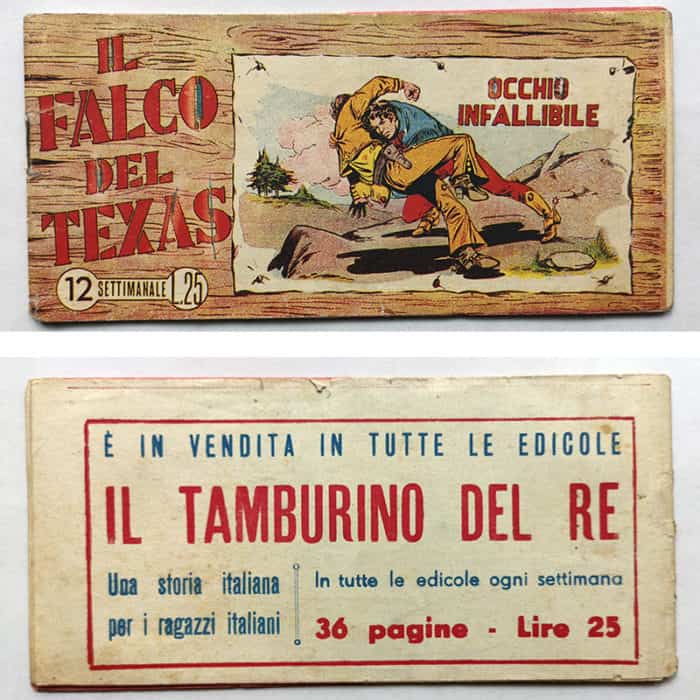 IL
FALCO
DEL
TEXAS
12 SETTIMANALE L.25
OCCHIO
INFALLIBILE
È IN VENDITA IN TUTTE LE EDICOLE
IL TAMBURINO DEL RE
Una storia italiana
per i ragazzi italiani
In tutte le edicole ogni settimana
36 pagine - Lire 25